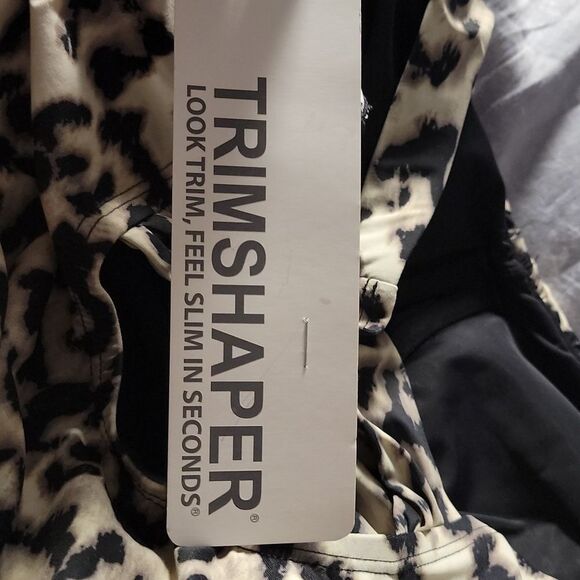 TRIMSHAPER®
LOOK TRIM, FEEL SLIM IN SECONDS®